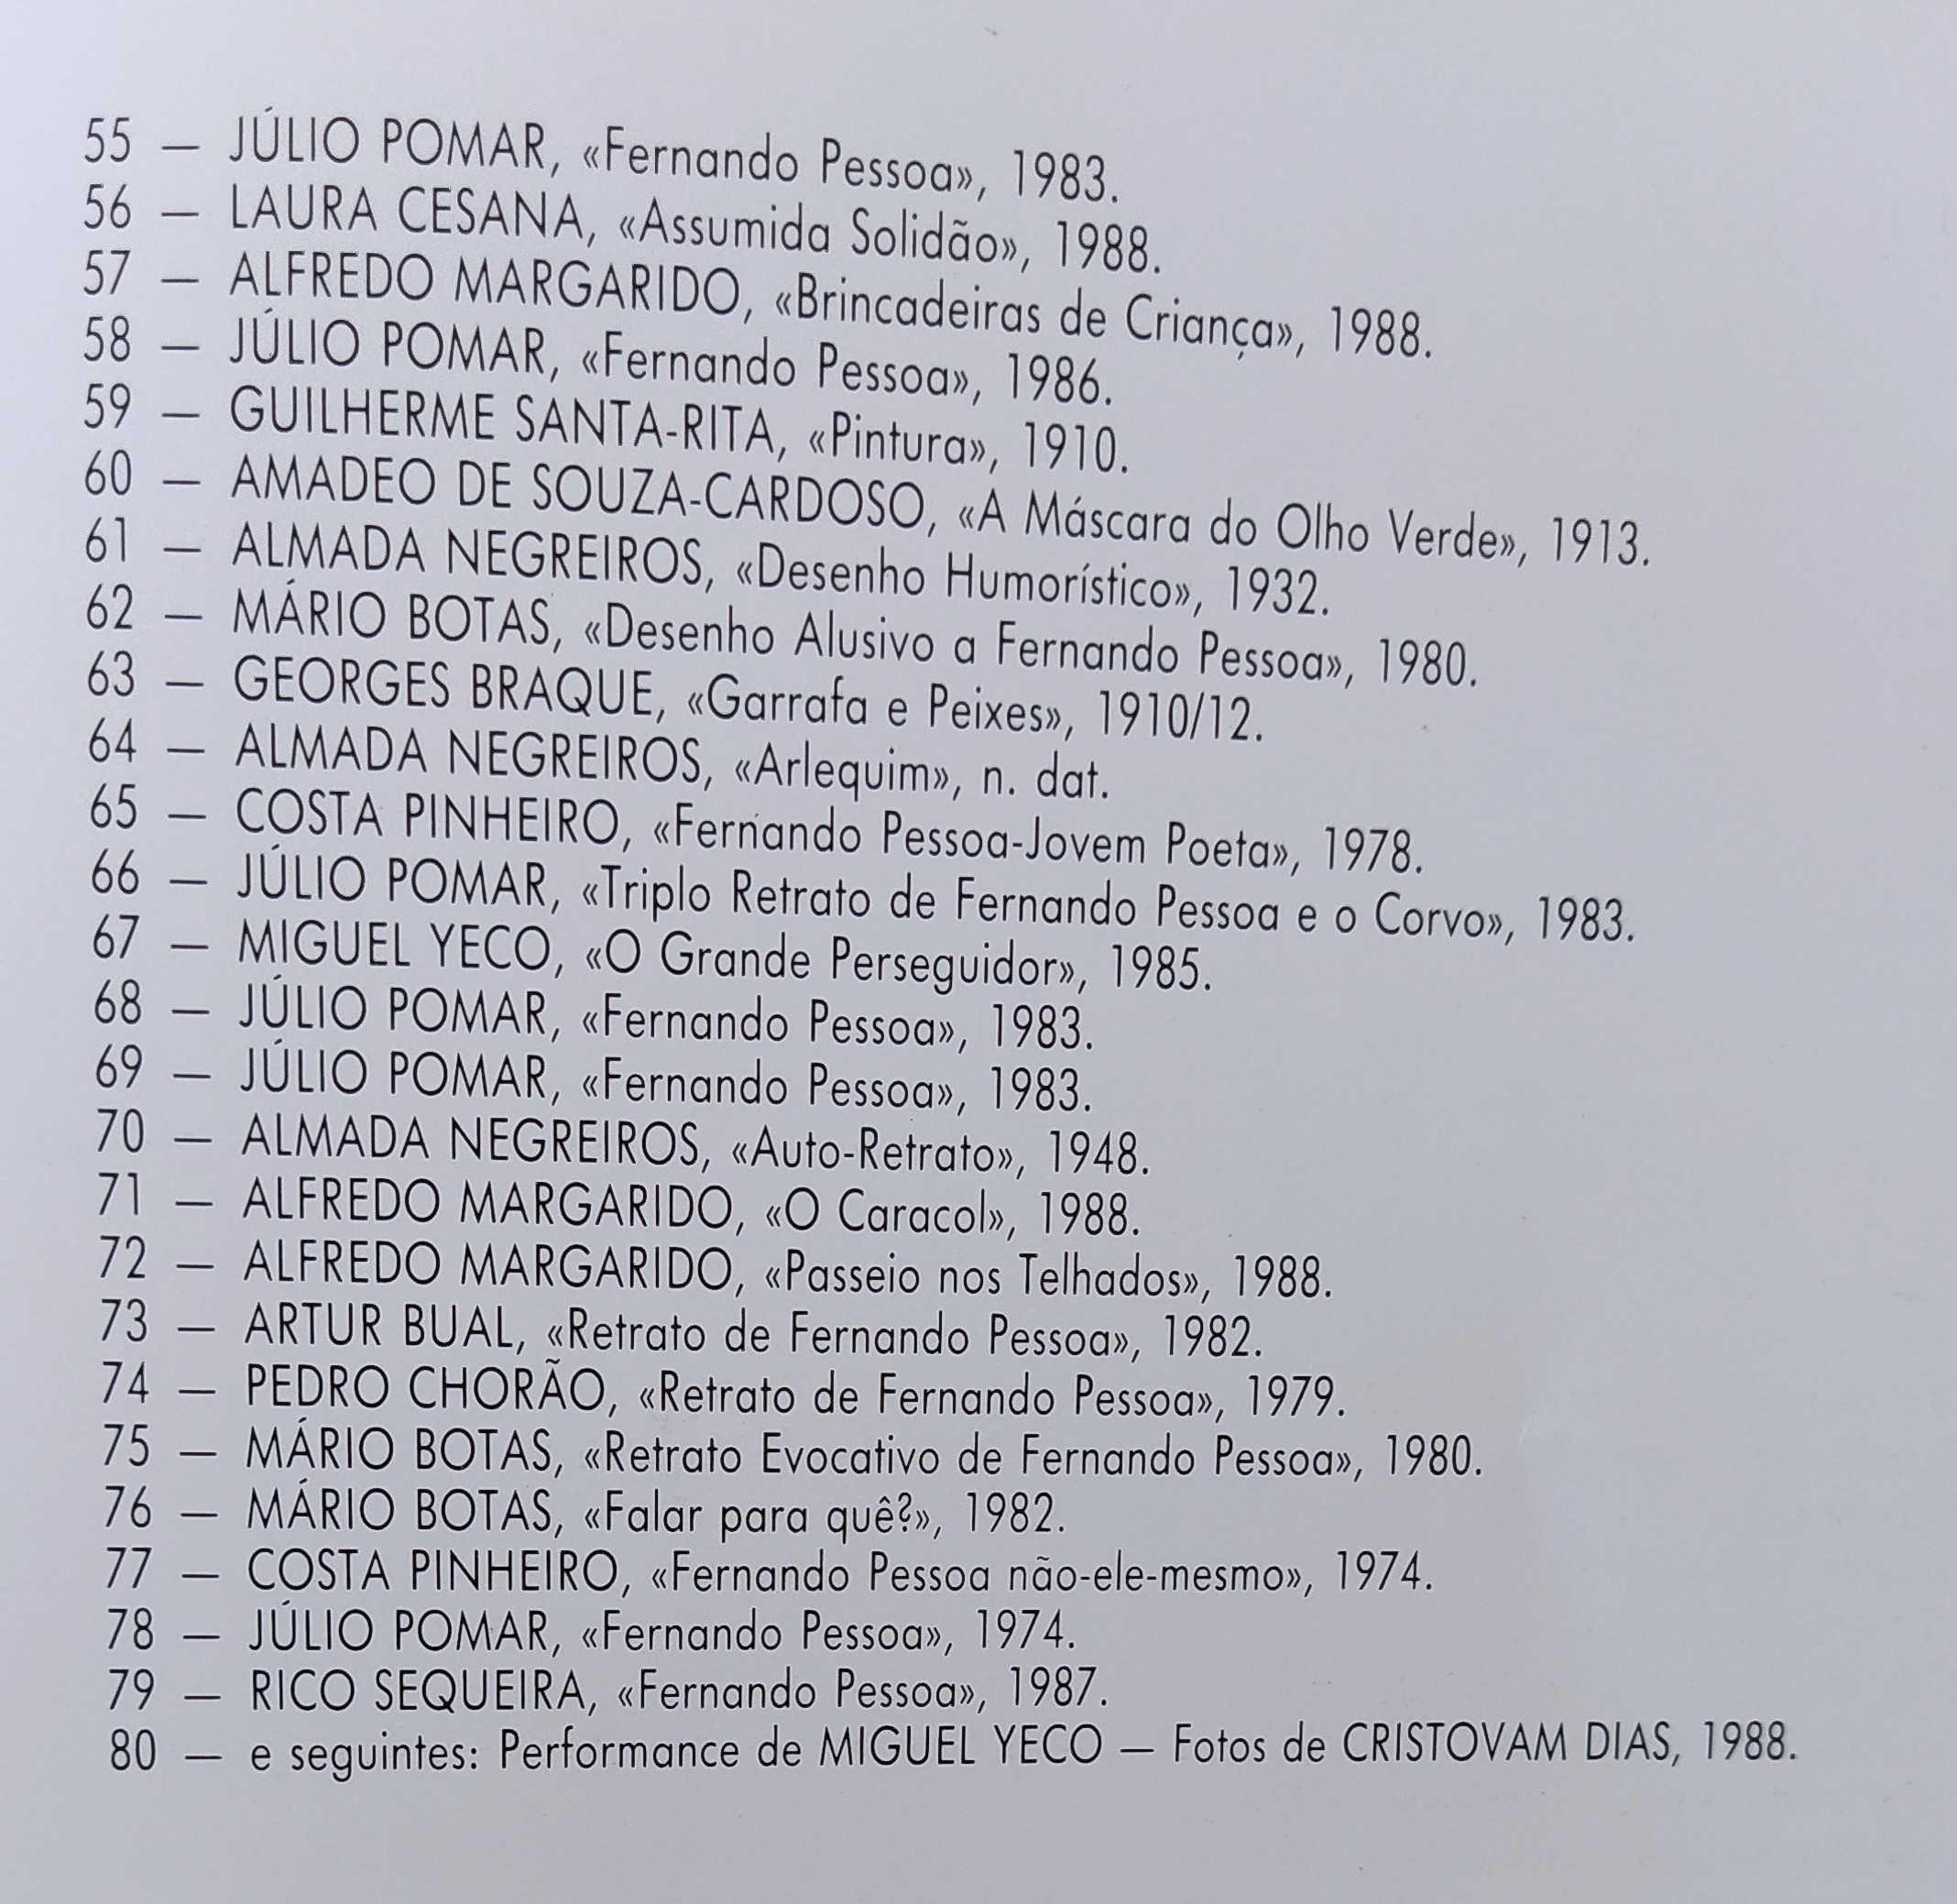 55 — JÚLIO POMAR, «Fernando Pessoa», 1983.
56 — LAURA CESANA, «Assumida Solidão», 1988.
57 — ALFREDO MARGARIDO, «Brincadeiras de Criança», 1988.
58 — JÚLIO POMAR, «Fernando Pessoa», 1986.
59 — GUILHERME SANTA-RITA, «Pintura», 1910.
60 — AMADEO DE SOUZA-CARDOSO, «A Máscara do Olho Verde», 1913.
61 — ALMADA NEGREIROS, «Desenho Humorístico», 1932.
62 — MÁRIO BOTAS, «Desenho Alusivo a Fernando Pessoa», 1980.
63 — GEORGES BRAQUE, «Garrafa e Peixes», 1910/12.
64 — ALMADA NEGREIROS, «Arlequim», n. dat.
65 — COSTA PINHEIRO, «Fernando Pessoa-Jovem Poeta», 1978.
66 — JÚLIO POMAR, «Triplo Retrato de Fernando Pessoa e o Corvo», 1983.
67 — MIGUEL YECO, «O Grande Perseguidor», 1985.
68 — JÚLIO POMAR, «Fernando Pessoa», 1983.
69 — JÚLIO POMAR, «Fernando Pessoa», 1983.
70 — ALMADA NEGREIROS, «Auto-Retrato», 1948.
71 — ALFREDO MARGARIDO, «O Caracol», 1988.
72 — ALFREDO MARGARIDO, «Passeio nos Telhados», 1988.
73 — ARTUR BUAL, «Retrato de Fernando Pessoa», 1982.
74 — PEDRO CHORÃO, «Retrato de Fernando Pessoa», 1979.
75 — MÁRIO BOTAS, «Retrato Evocativo de Fernando Pessoa», 1980.
76 — MÁRIO BOTAS, «Falar para quê?», 1982.
77 — COSTA PINHEIRO, «Fernando Pessoa não-ele-mesmo», 1974.
78 — JÚLIO POMAR, «Fernando Pessoa», 1974.
79 — RICO SEQUEIRA, «Fernando Pessoa», 1987.
80 — e seguintes: Performance de MIGUEL YECO — Fotos de CRISTOVAM DIAS, 1988.